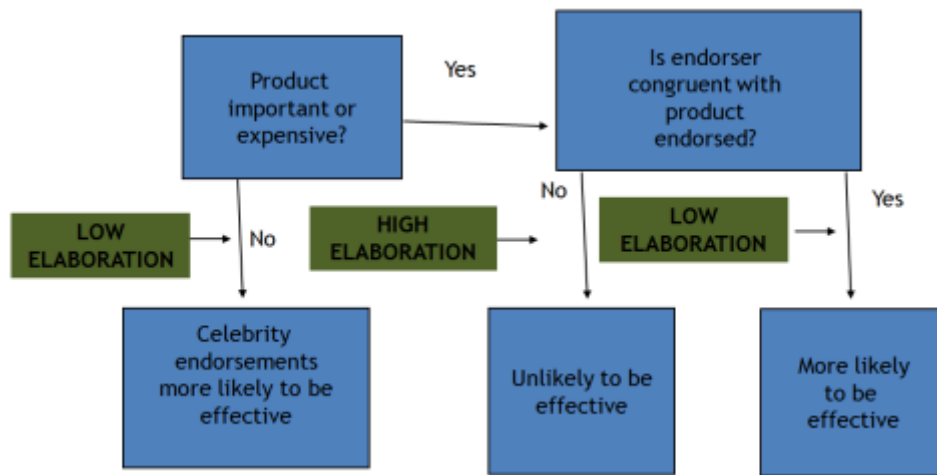 Product
important or
expensive?
Yes
Is endorser
congruent with
product
endorsed?
LOW
ELABORATION
No
HIGH
ELABORATION
No
LOW
ELABORATION
Yes
Celebrity
endorsements
more likely to be
effective
Unlikely to be
effective
More likely
to be
effective